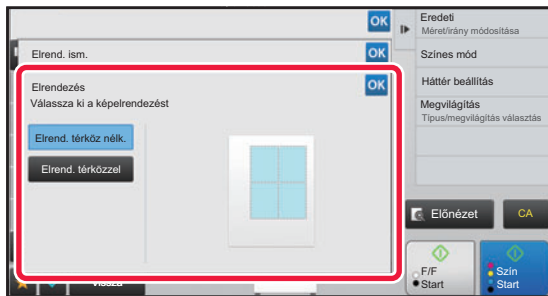 OK
Elrend. ism.
OK
Elrendezés
OK
Válassza ki a képelrendezést
Elrend. térköz nélk.
Elrend. térközzel
Vissza
Eredeti
Méret/irány módosítása
Színes mód
Háttér beállítás
Megvilágítás
Típus/megvilágítás választás
Előnézet
CA
F/F
Start
Szín
Start